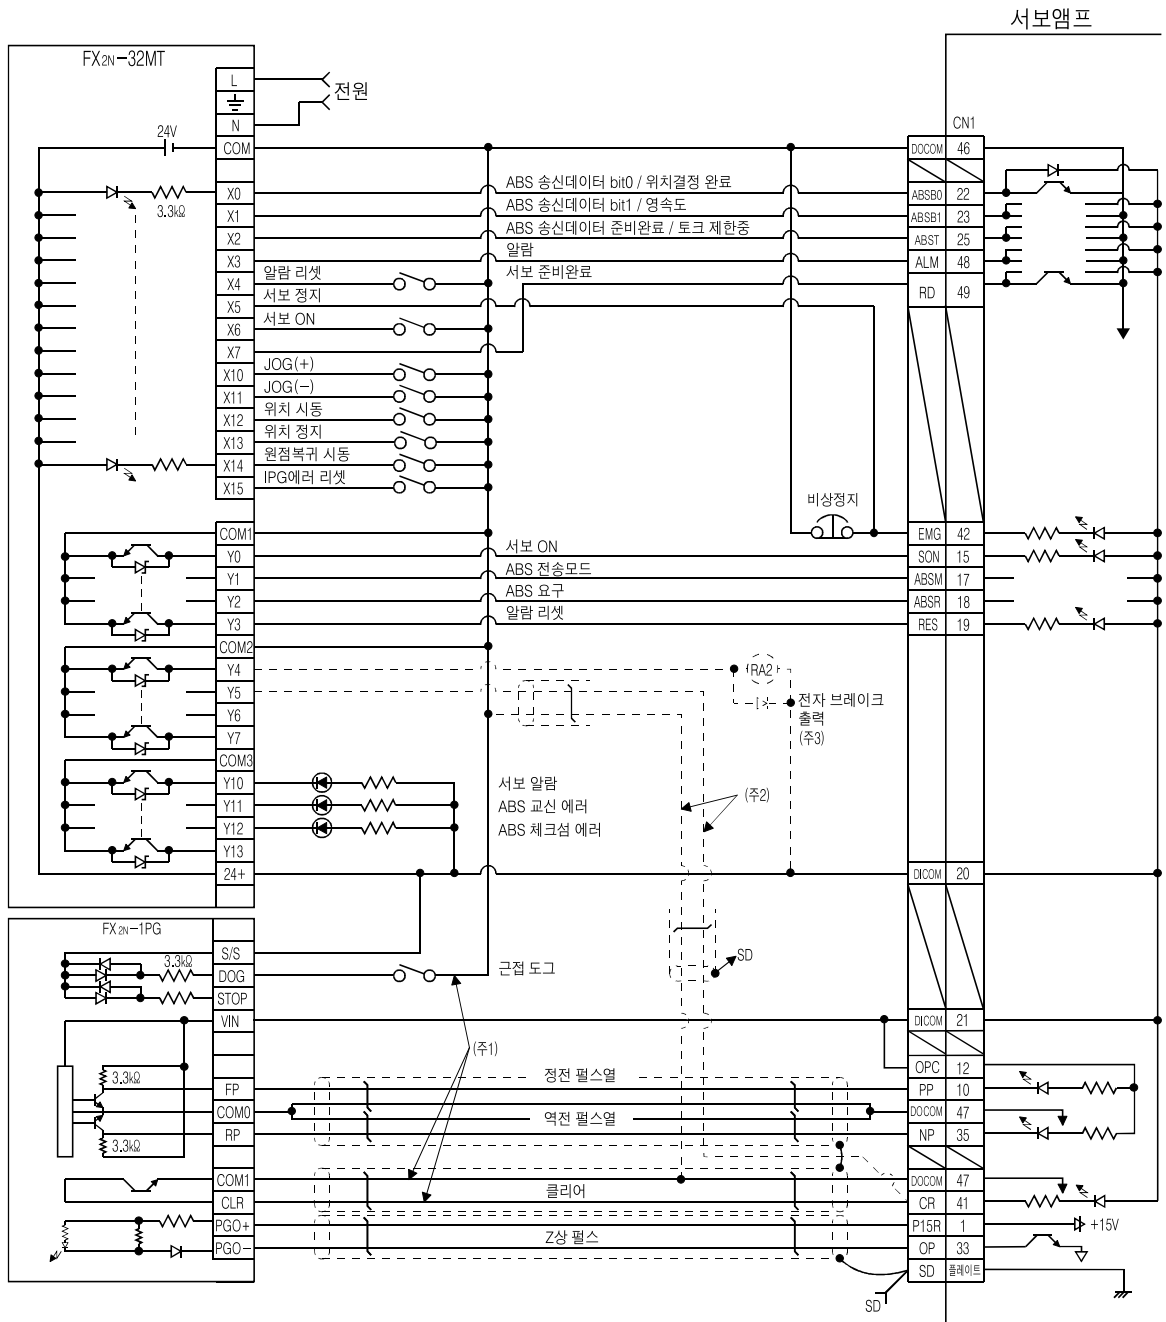 서보앰프
FX2N-32MT
L
전원
N
CN1
24V
COM
DOCOM 46
X0
3.3kΩ
ABS 송신데이터 bit0 / 위치결정 완료
ABSB0 22
X1
ABS 송신데이터 bit1 / 영속도
ABSB1 23
X2
ABS 송신데이터 준비완료 / 토크 제한중
ABST 25
X3
알람
ALM 48
X4
알람 리셋
서보 준비완료
RD 49
X5
서보 정지
X6
서보 ON
X7
X10
JOG(+)
X11
JOG(-)
X12
위치 시동
X13
위치 정지
X14
원점복귀 시동
X15
IPG에러 리셋
비상정지
COM1
EMG 42
Y0
서보 ON
SON 15
Y1
ABS 전송모드
ABSM 17
Y2
ABS 요구
ABSR 18
Y3
알람 리셋
RES 19
COM2
Y4
RA2
Y5
전자 브레이크
출력
(주3)
Y6
Y7
COM3
Y10
서보 알람
(주2)
Y11
ABS 교신 에러
Y12
ABS 체크섬 에러
Y13
24+
DICOM 20
FX2N-1PG
S/S
3.3kΩ
DOG
근접 도그
SD
STOP
VIN
DICOM 21
(주1)
OPC 12
3.3kΩ
정전 펄스열
FP
PP 10
COM0
역전 펄스열
DOCOM 47
RP
NP 35
3.3kΩ
COM1
DOCOM 47
CLR
클리어
CR 41
PGO+
P15R 1
+15V
PGO-
Z상 펄스
OP 33
SD 플레이트
SD